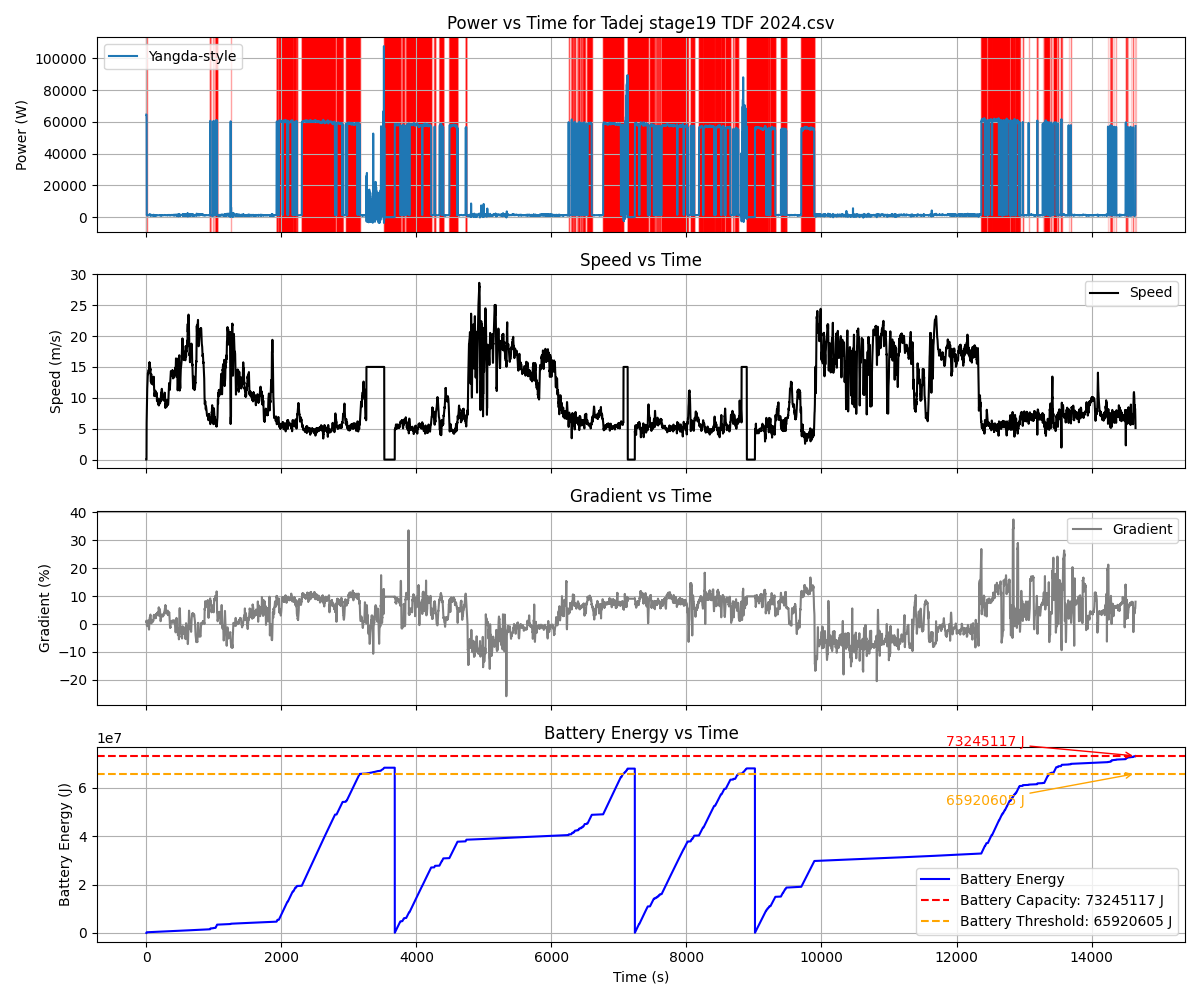 Power vs Time for Tadej stage19 TDF 2024.csv
Yangda-style
Power (W)
100000
80000
60000
40000
20000
0
Speed vs Time
Speed
Speed (m/s)
30
25
20
15
10
5
0
Gradient vs Time
Gradient
Gradient (%)
40
30
20
10
0
−10
−20
Battery Energy vs Time
1e7
Battery Energy (J)
6
4
2
0
73245117 J
65920605 J
Battery Energy
Battery Capacity: 73245117 J
Battery Threshold: 65920605 J
0 2000 4000 6000 8000 10000 12000 14000
Time (s)